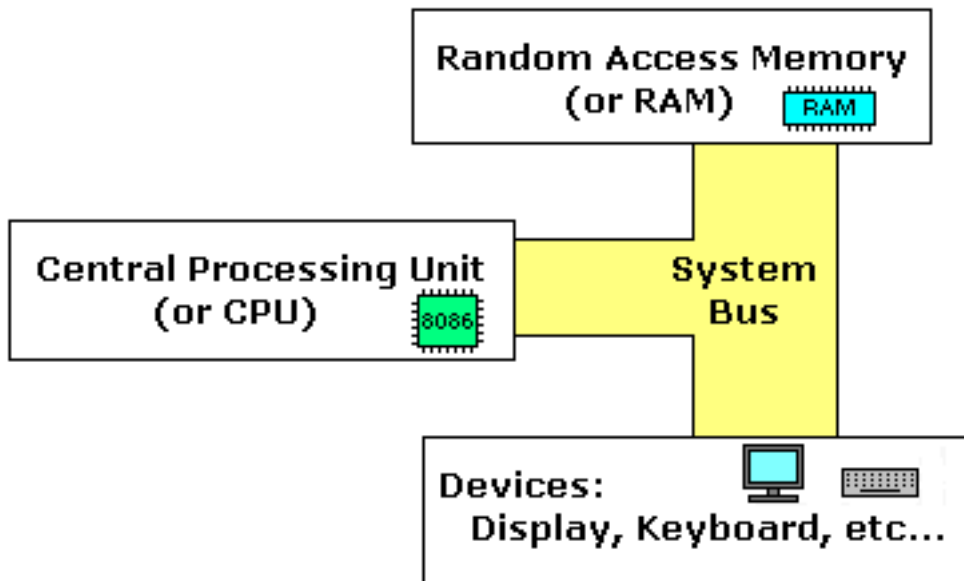 Random Access Memory
(or RAM)
RAM
Central Processing Unit
(or CPU)
8086
System
Bus
Devices:
Display, Keyboard, etc...